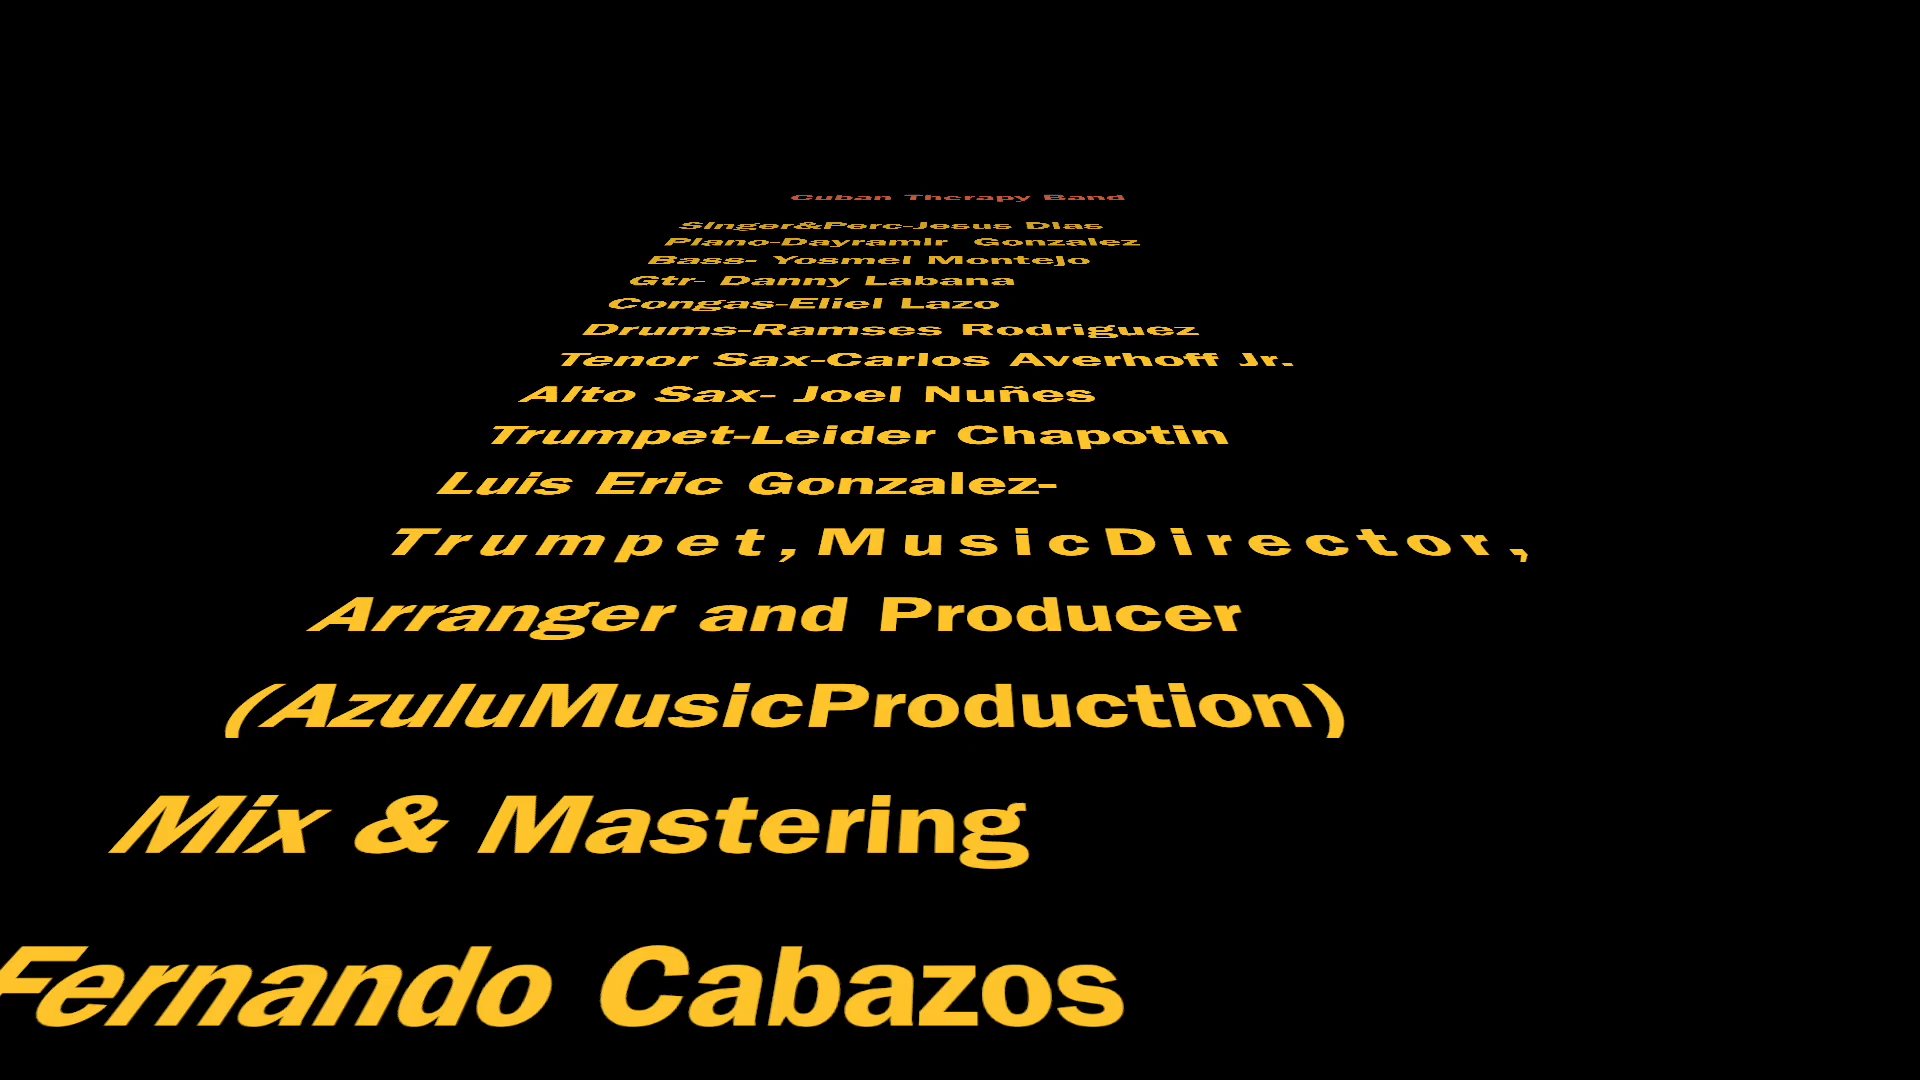 Cuban Therapy Band
Singer&Perc-Jesus Dias
Piano-Dayramir Gonzalez
Bass- Yosmel Montejo
Gtr- Danny Labana
Congas-Eliel Lazo
Drums-Ramses Rodriguez
Tenor Sax-Carlos Averhoff Jr.
Alto Sax- Joel Nuñes
Trumpet-Leider Chapotin
Luis Eric Gonzalez-
Trumpet,MusicDirector,
Arranger and Producer
(AzuluMusicProduction)
Mix & Mastering
Fernando Cabazos